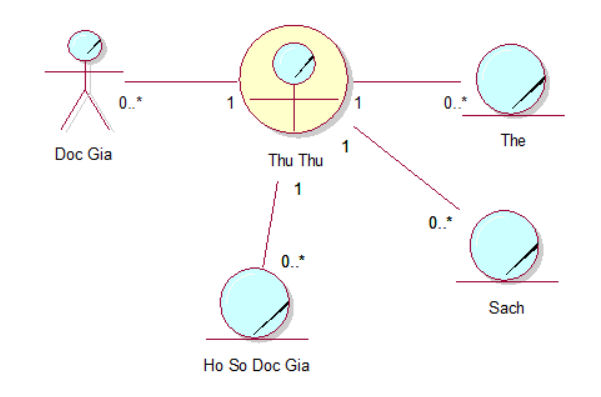 0..*
1
1
0..*
Doc Gia
Thu Thu
The
1
1
0..*
0..*
Sach
Ho So Doc Gia